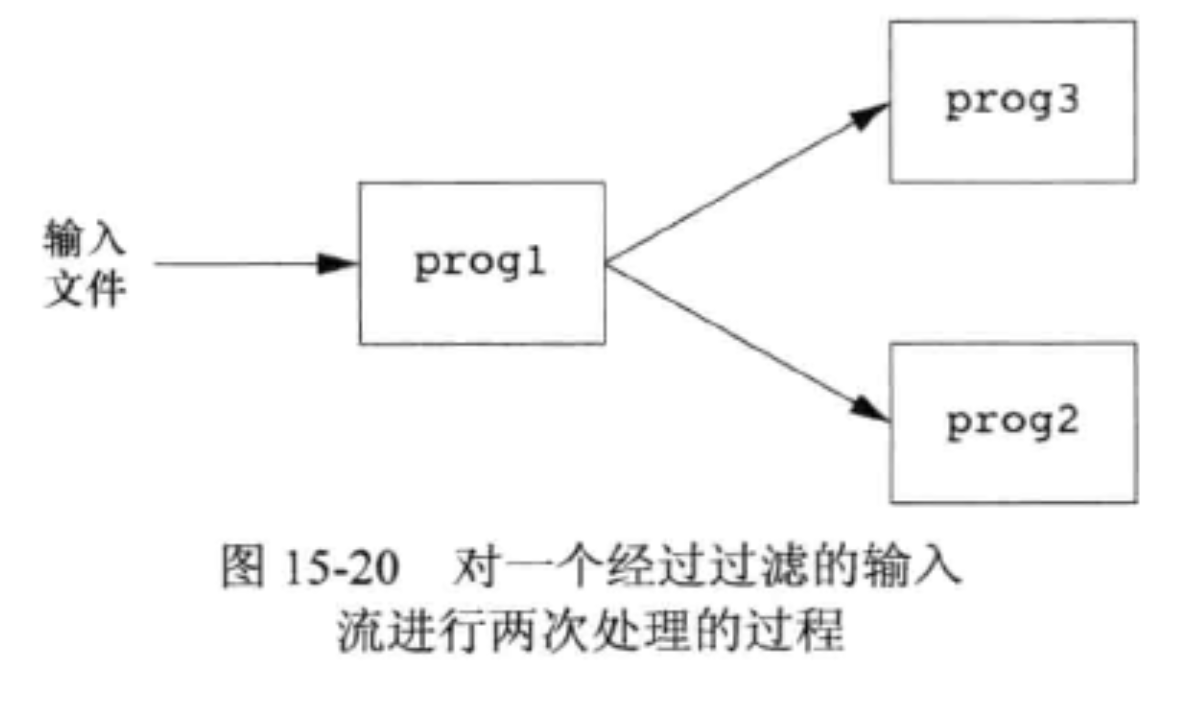 prog3
输入
文件
prog1
prog2
图 15-20 对一个经过过滤的输入
流进行两次处理的过程